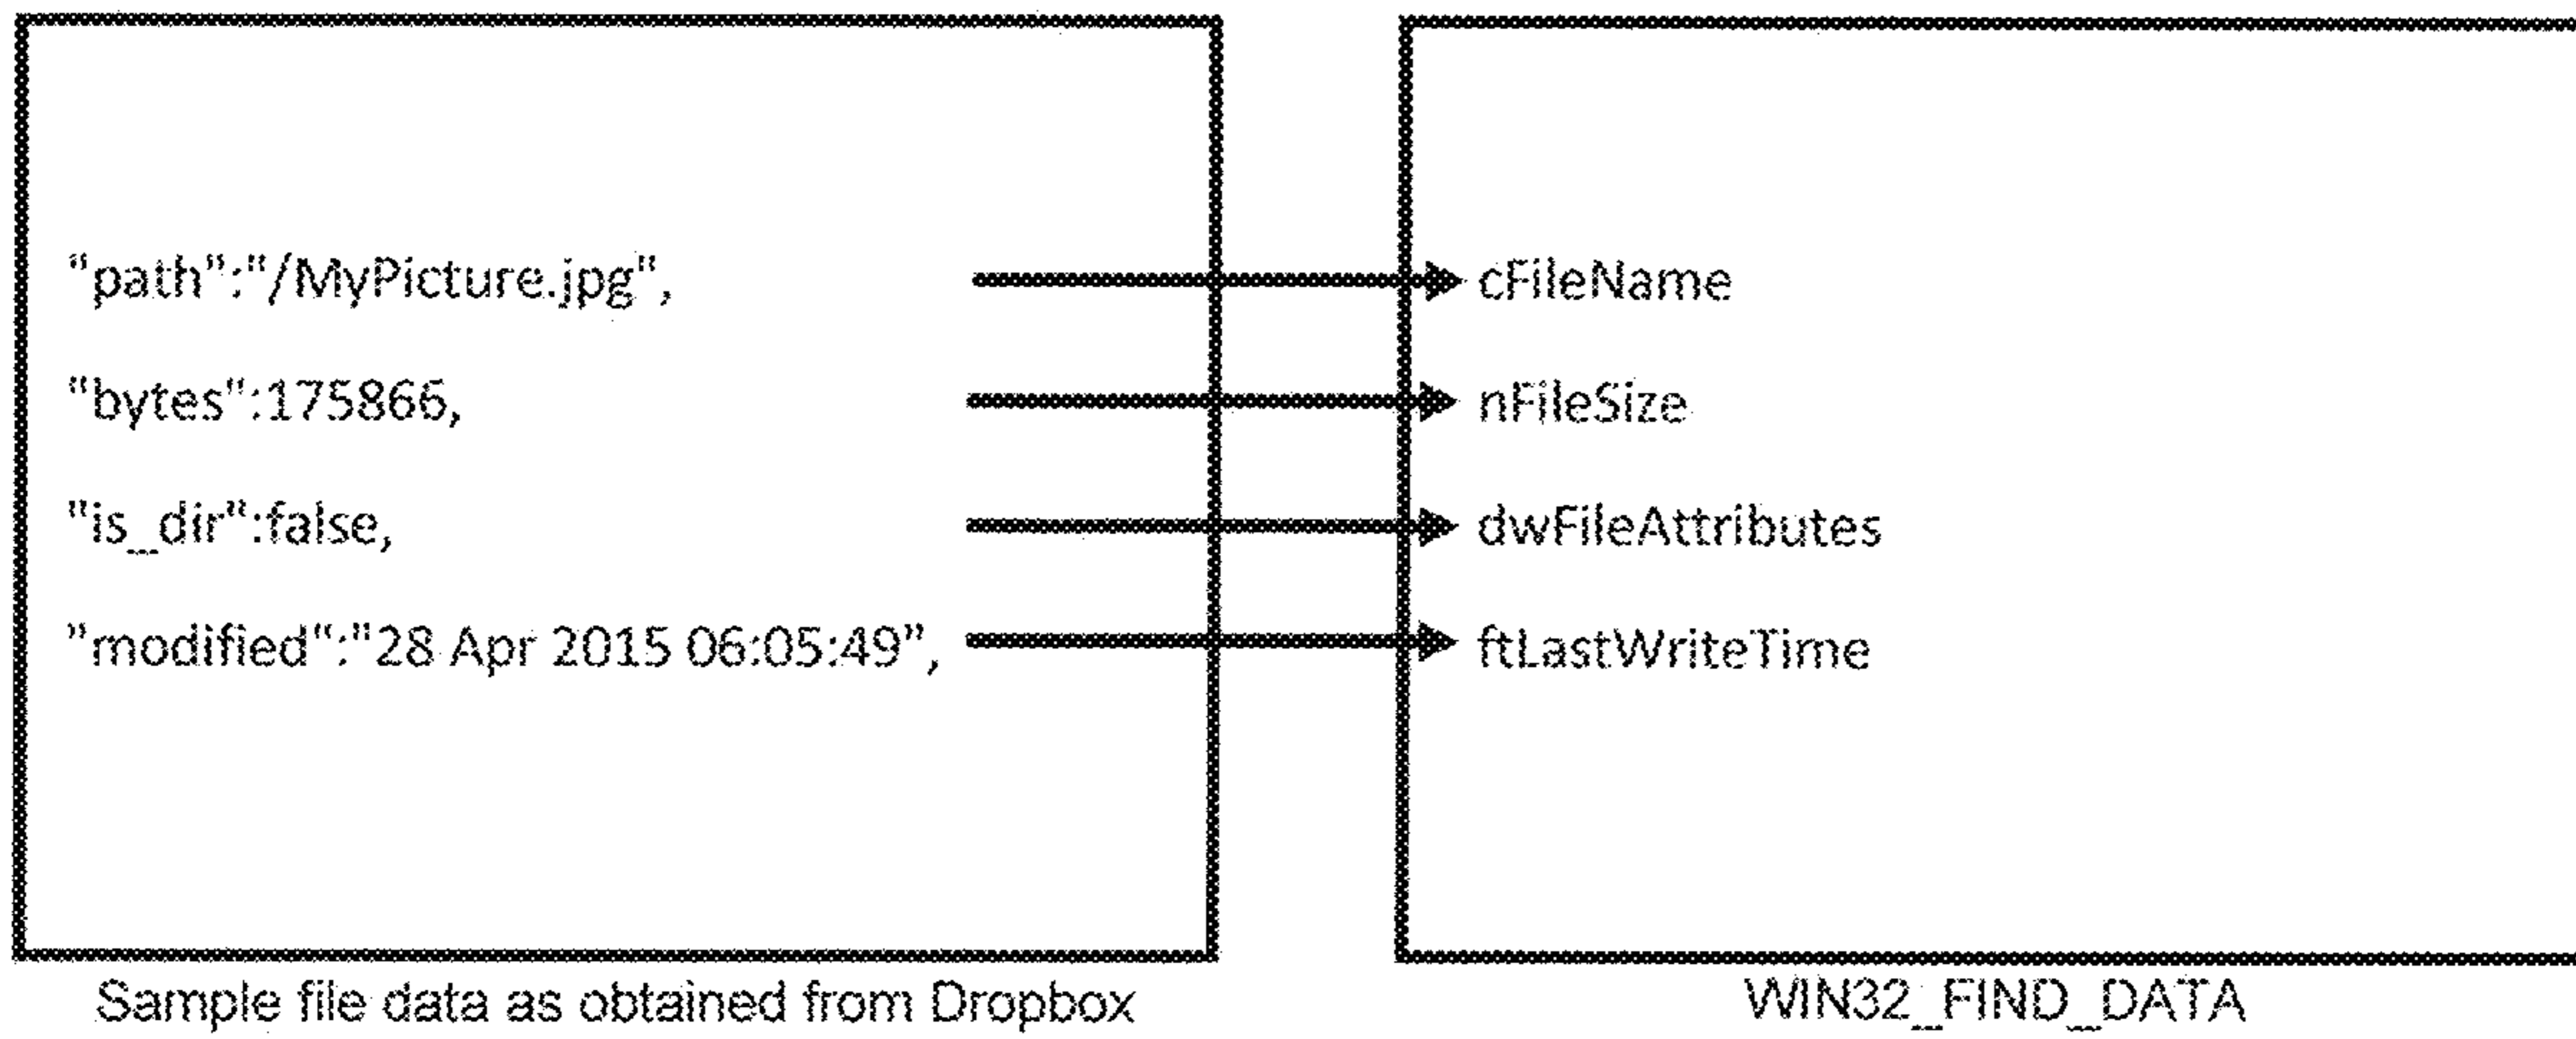 "path":"/MyPicture.jpg",
cFileName
"bytes":175866,
nFileSize
"is_dir":false,
dwFileAttributes
"modified":"28 Apr 2015 06:05:49",
ftLastWriteTime
Sample file data as obtained from Dropbox
WIN32_FIND_DATA